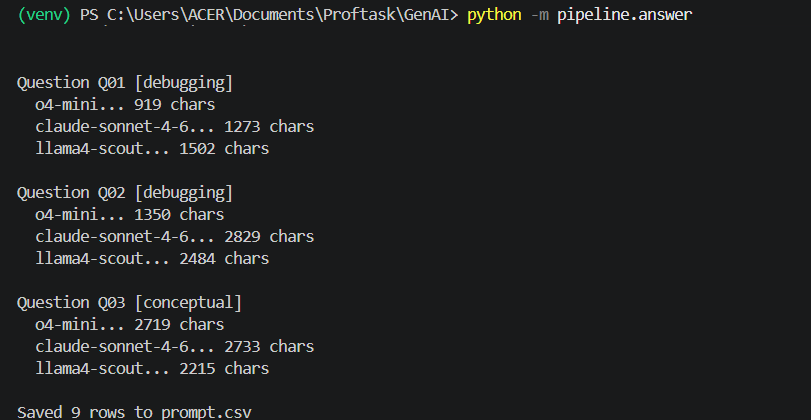 (venv) PS C:\Users\ACER\Documents\Proftask\GenAI> python -m pipeline.answer
Question Q01 [debugging]
  o4-mini... 919 chars
  claude-sonnet-4-6... 1273 chars
  llama4-scout... 1502 chars
Question Q02 [debugging]
  o4-mini... 1350 chars
  claude-sonnet-4-6... 2829 chars
  llama4-scout... 2484 chars
Question Q03 [conceptual]
  o4-mini... 2719 chars
  claude-sonnet-4-6... 2733 chars
  llama4-scout... 2215 chars
Saved 9 rows to prompt.csv